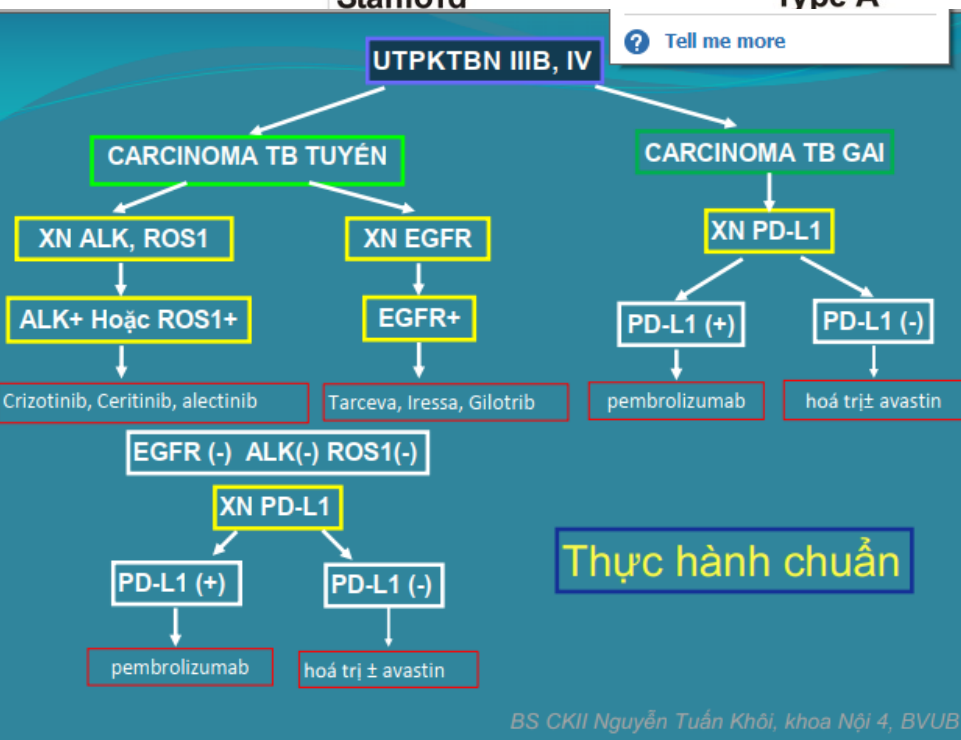 Stanford
Type A
Tell me more
UTPKTBN IIIB, IV
CARCINOMA TB TUYẾN
CARCINOMA TB GAI
XN ALK, ROS1
XN EGFR
XN PD-L1
ALK+ Hoặc ROS1+
EGFR+
PD-L1 (+)
PD-L1 (-)
Crizotinib, Ceritinib, alectinib
Tarceva, Iressa, Gilotrib
pembrolizumab
hoá trị± avastin
EGFR (-) ALK(-) ROS1(-)
XN PD-L1
Thực hành chuẩn
PD-L1 (+)
PD-L1 (-)
pembrolizumab
hoá trị ± avastin
BS CKII Nguyễn Tuấn Khôi, khoa Nội 4, BVUB